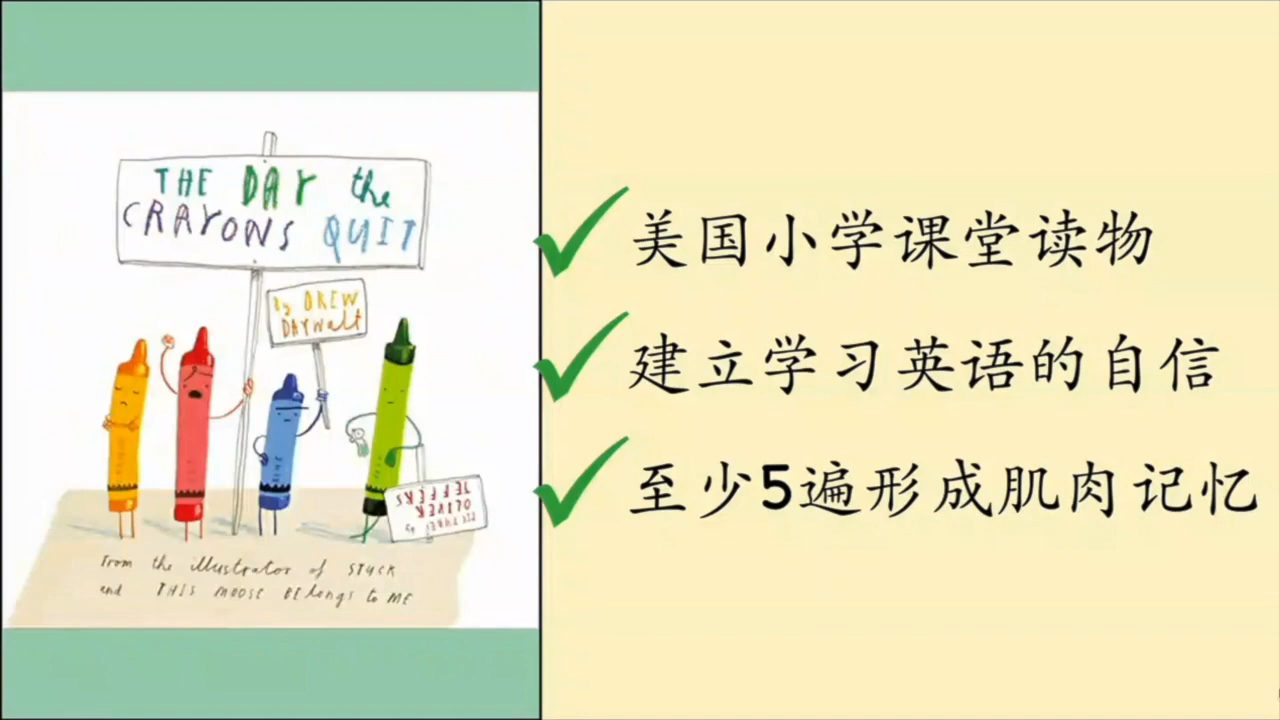 THE DAY the
CRAYONS QUIT
By DREW
DAYWalt
PICTURES by
OLIVER
JEFFERS
From the illustrator of STUCK
and THIS MOOSE BElongs to ME
美国小学课堂读物
建立学习英语的自信
至少5遍形成肌肉记忆